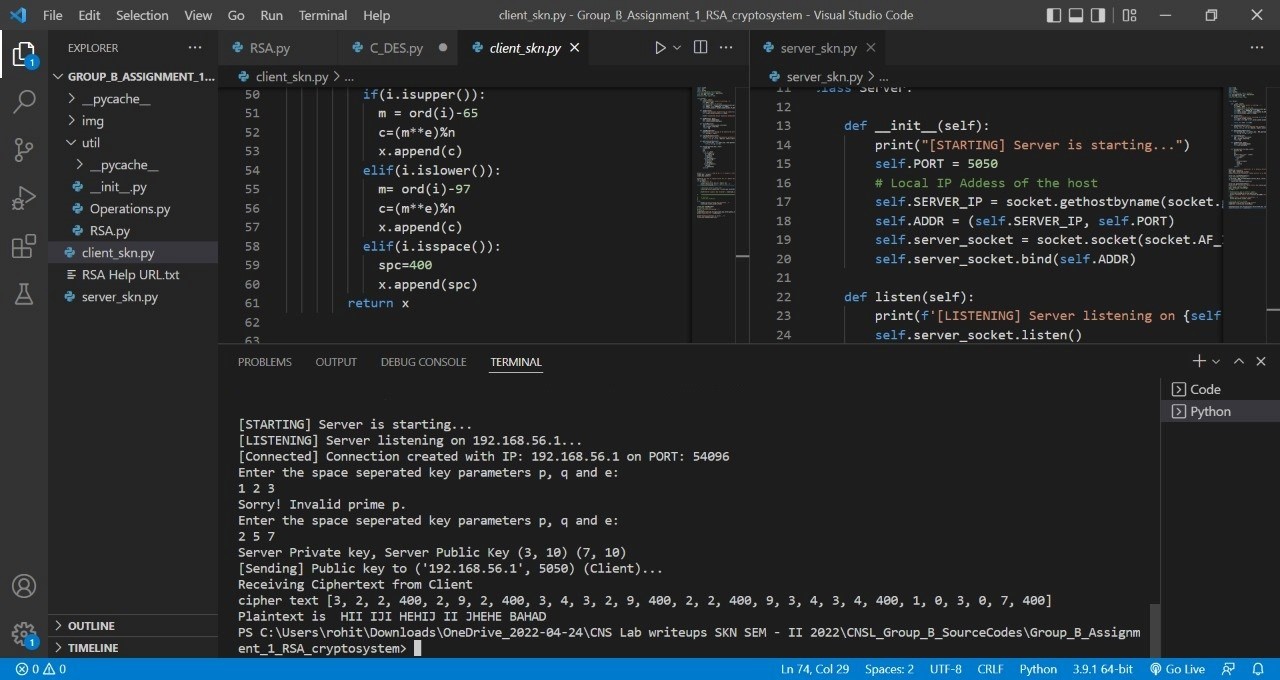 File Edit Selection View Go Run Terminal Help client_skn.py - Group_B_Assignment_1_RSA_cryptosystem - Visual Studio Code
EXPLORER ...
GROUP_B_ASSIGNMENT_1...
__pycache__
img
util
__pycache__
__init__.py
Operations.py
RSA.py
client_skn.py
RSA Help URL.txt
server_skn.py
OUTLINE
TIMELINE
1
1
RSA.py C_DES.py client_skn.py
client_skn.py > ...
50 if(i.isupper()):
51 m = ord(i)-65
52 c=(m**e)%n
53 x.append(c)
54 elif(i.islower()):
55 m= ord(i)-97
56 c=(m**e)%n
57 x.append(c)
58 elif(i.isspace()):
59 spc=400
60 x.append(spc)
61 return x
62
63
server_skn.py
server_skn.py > ...
11 class Server:
12
13 def __init__(self):
14 print("[STARTING] Server is starting...")
15 self.PORT = 5050
16 # Local IP Addess of the host
17 self.SERVER_IP = socket.gethostbyname(socket.
18 self.ADDR = (self.SERVER_IP, self.PORT)
19 self.server_socket = socket.socket(socket.AF_
20 self.server_socket.bind(self.ADDR)
21
22 def listen(self):
23 print(f'[LISTENING] Server listening on {self
24 self.server_socket.listen()
PROBLEMS OUTPUT DEBUG CONSOLE TERMINAL
[STARTING] Server is starting...
[LISTENING] Server listening on 192.168.56.1...
[Connected] Connection created with IP: 192.168.56.1 on PORT: 54096
Enter the space seperated key parameters p, q and e:
1 2 3
Sorry! Invalid prime p.
Enter the space seperated key parameters p, q and e:
2 5 7
Server Private key, Server Public Key (3, 10) (7, 10)
[Sending] Public key to ('192.168.56.1', 5050) (Client)...
Receiving Ciphertext from Client
cipher text [3, 2, 2, 400, 2, 9, 2, 400, 3, 4, 3, 2, 9, 400, 2, 2, 400, 9, 3, 4, 3, 4, 400, 1, 0, 3, 0, 7, 400]
Plaintext is  HII IJI HEHIJ II JHEHE BAHAD
PS C:\Users\rohit\Downloads\OneDrive_2022-04-24\CNS Lab writeups SKN SEM - II 2022\CNSL_Group_B_SourceCodes\Group_B_Assignm
ent_1_RSA_cryptosystem>
Code
Python
0 0 Ln 74, Col 29 Spaces: 2 UTF-8 CRLF Python 3.9.1 64-bit Go Live